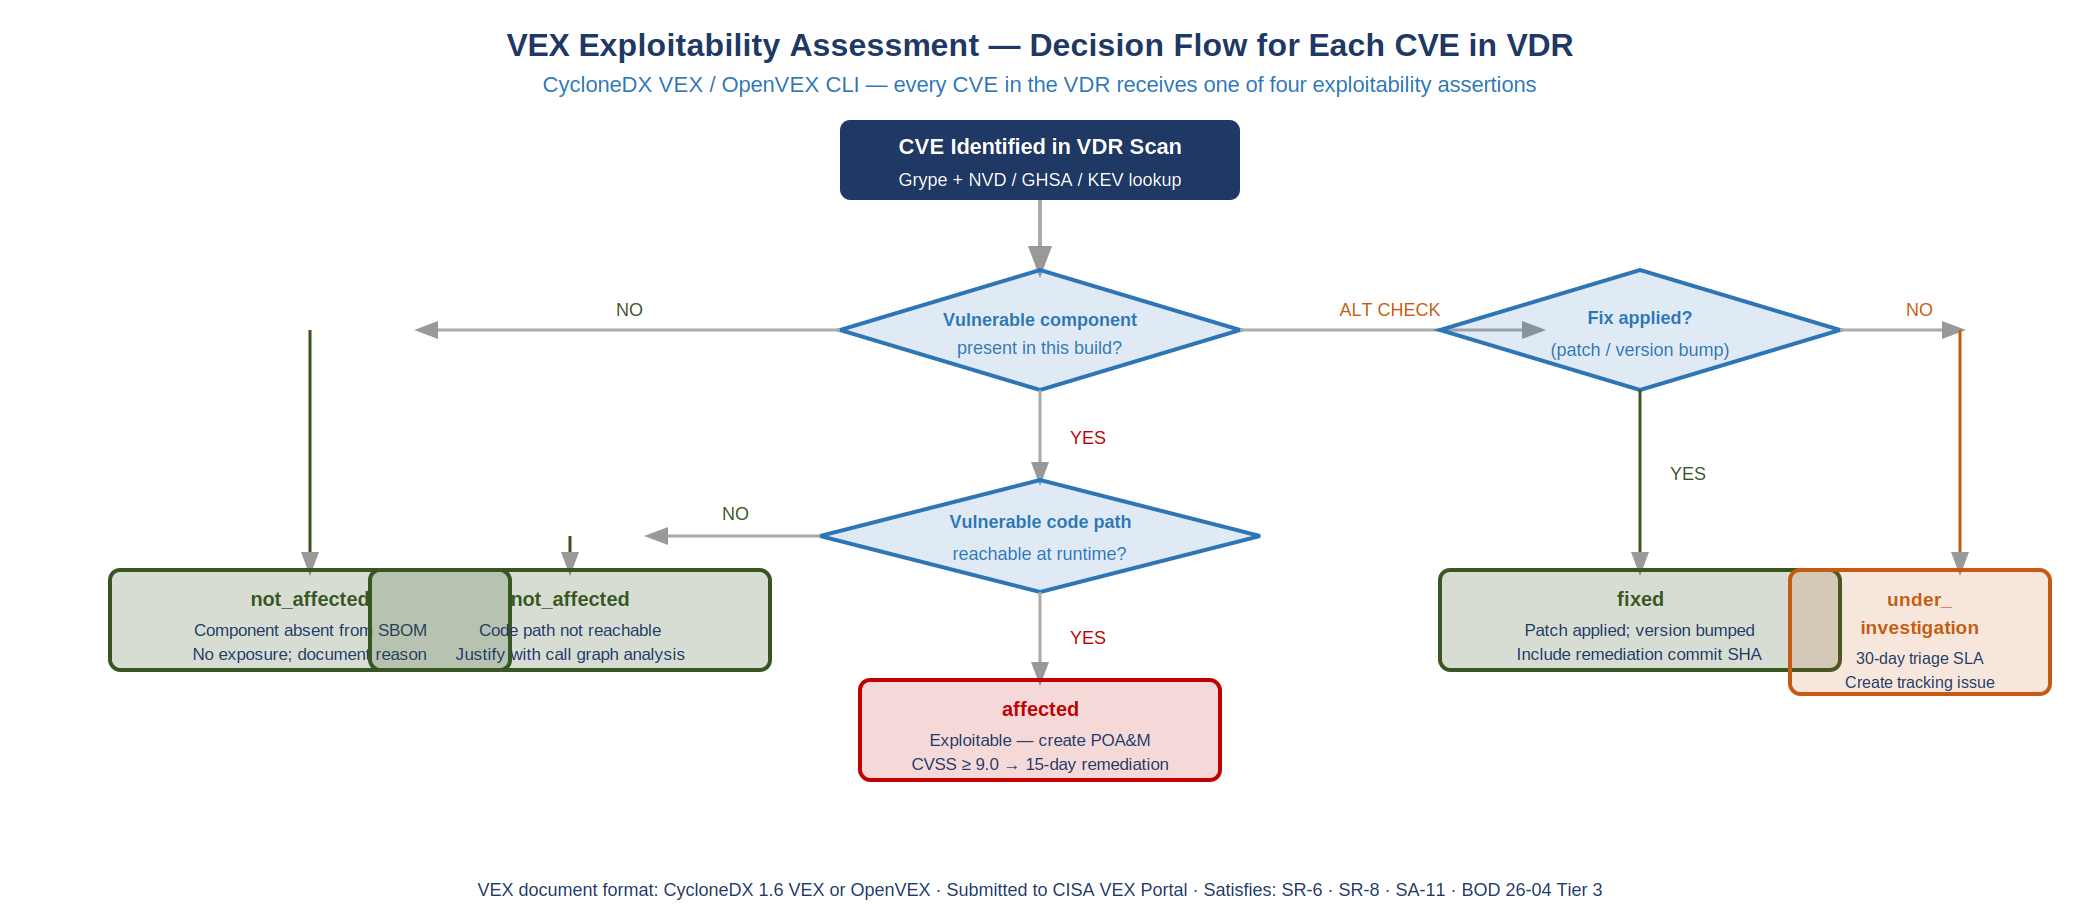 VEX Exploitability Assessment — Decision Flow for Each CVE in VDR
CycloneDX VEX / OpenVEX CLI — every CVE in the VDR receives one of four exploitability assertions
CVE Identified in VDR Scan
Grype + NVD / GHSA / KEV lookup
NO
Vulnerable component
present in this build?
ALT CHECK
Fix applied?
(patch / version bump)
NO
YES
YES
NO
Vulnerable code path
reachable at runtime?
not_affected
Component absent from SBOM
No exposure; document reason
not_affected
Code path not reachable
Justify with call graph analysis
YES
fixed
Patch applied; version bumped
Include remediation commit SHA
under_
investigation
30-day triage SLA
Create tracking issue
affected
Exploitable — create POA&M
CVSS ≥ 9.0 → 15-day remediation
VEX document format: CycloneDX 1.6 VEX or OpenVEX · Submitted to CISA VEX Portal · Satisfies: SR-6 · SR-8 · SA-11 · BOD 26-04 Tier 3